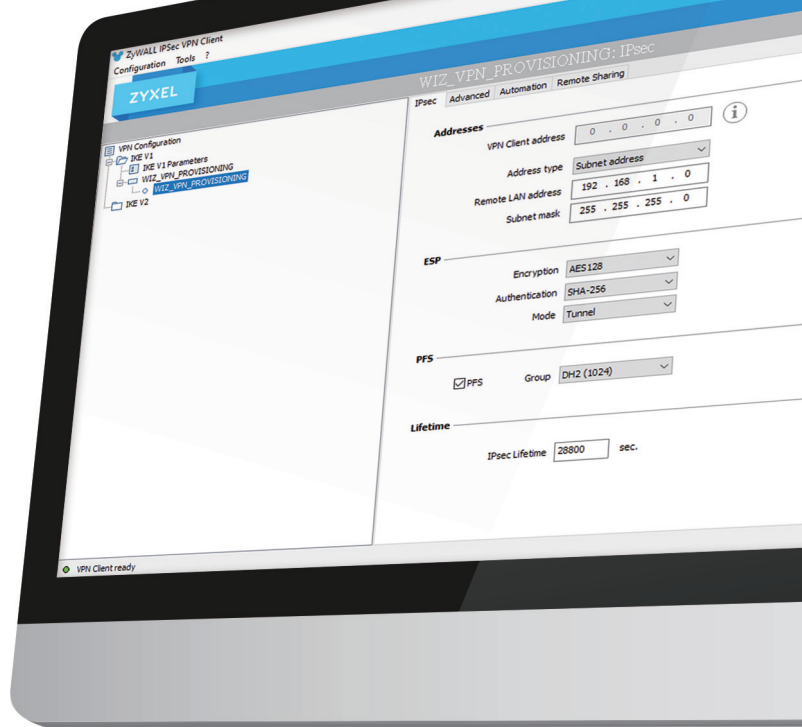 ZyWALL IPSec VPN Client
Configuration Tools ?
ZYXEL
WIZ_VPN_PROVISIONING: IPsec
IPsec Advanced Automation Remote Sharing
VPN Configuration
IKE V1
IKE V1 Parameters
WIZ_VPN_PROVISIONING
WIZ_VPN_PROVISIONING
IKE V2
Addresses
VPN Client address 0 . 0 . 0 . 0
Address type Subnet address
Remote LAN address 192 . 168 . 1 . 0
Subnet mask 255 . 255 . 255 . 0
ESP
Encryption AES128
Authentication SHA-256
Mode Tunnel
PFS
PFS Group DH2 (1024)
Lifetime
IPsec Lifetime 28800 sec.
VPN Client ready